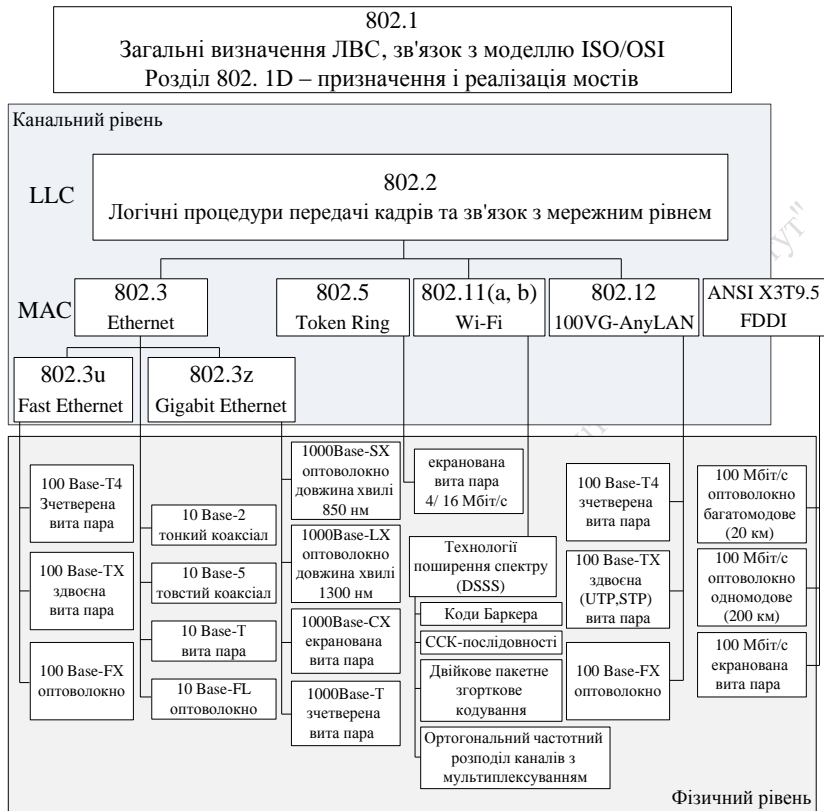 802.1
Загальні визначення ЛВС, зв'язок з моделлю ISO/OSI
Розділ 802. 1D – призначення і реалізація мостів
Канальний рівень
LLC
802.2
Логічні процедури передачі кадрів та зв'язок з мережним рівнем
MAC
802.3
Ethernet
802.5
Token Ring
802.11(a, b)
Wi-Fi
802.12
100VG-AnyLAN
ANSI X3T9.5
FDDI
802.3u
Fast Ethernet
802.3z
Gigabit Ethernet
100 Base-T4
Зчетверена
вита пара
100 Base-TX
здвоєна
вита пара
100 Base-FX
оптоволокно
10 Base-2
тонкий коаксіал
10 Base-5
товстий коаксіал
10 Base-T
вита пара
10 Base-FL
оптоволокно
1000Base-SX
оптоволокно
довжина хвилі
850 нм
1000Base-LX
оптоволокно
довжина хвилі
1300 нм
1000Base-CX
екранована
вита пара
1000Base-T
зчетверена
вита пара
екранована
вита пара
4/ 16 Мбіт/с
Технології
поширення спектру
(DSSS)
Коди Баркера
ССК-послідовності
Двійкове пакетне
згорткове
кодування
Ортогональний частотний
розподіл каналів з
мультиплексуванням
100 Base-T4
зчетверена
вита пара
100 Base-TX
здвоєна
(UTP,STP)
вита пара
100 Base-FX
оптоволокно
100 Мбіт/с
оптоволокно
багатомодове
(20 км)
100 Мбіт/с
оптоволокно
одномодове
(200 км)
100 Мбіт/с
екранована
вита пара
Фізичний рівень